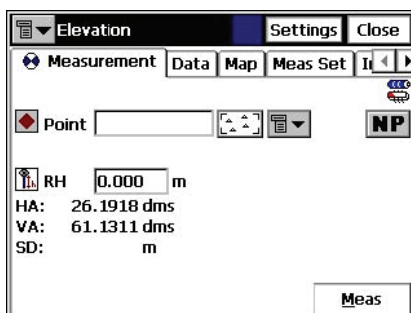 Elevation Settings Close
Measurement Data Map Meas Set
Point NP
RH 0.000 m
HA: 26.1918 dms
VA: 61.1311 dms
SD: m
Meas